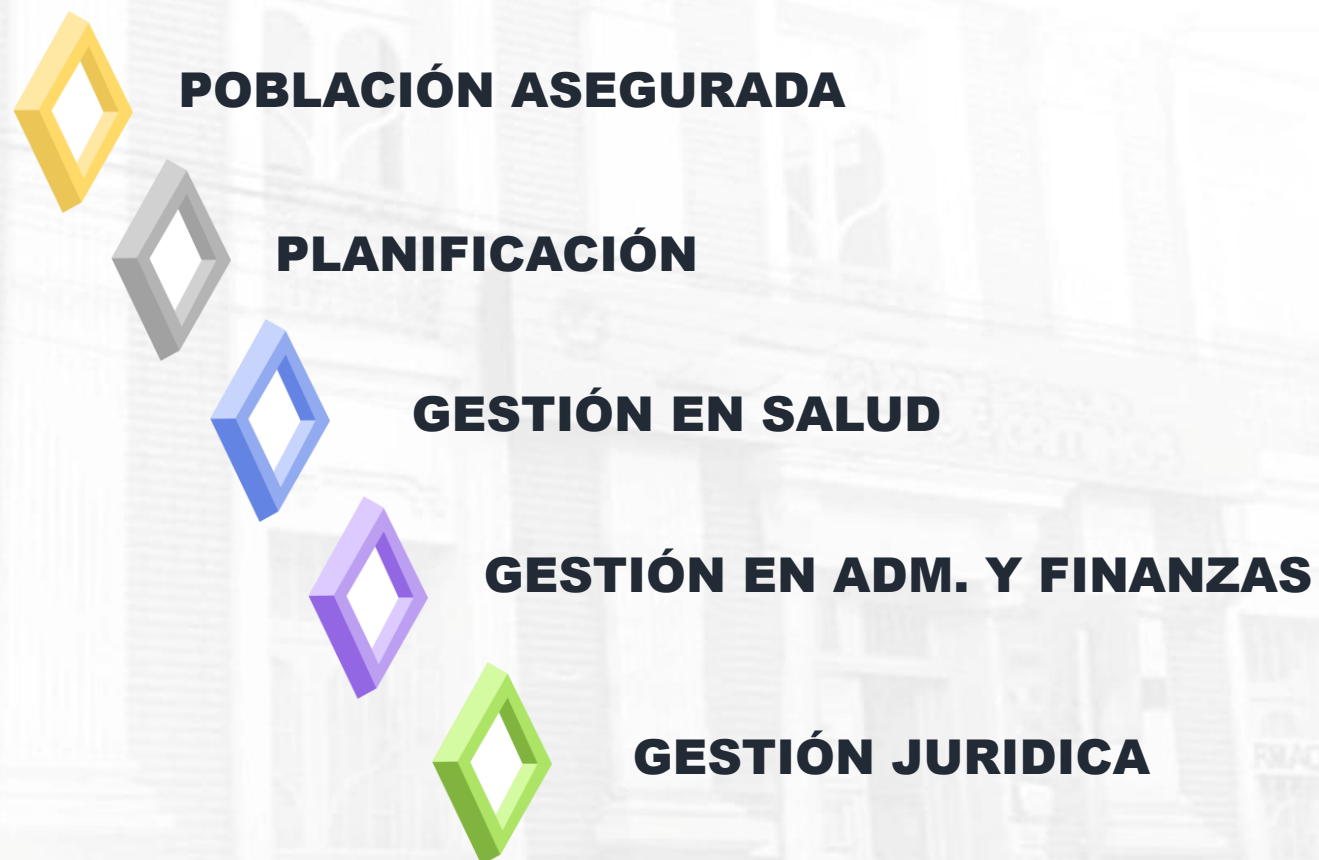 POBLACIÓN ASEGURADA
PLANIFICACIÓN
GESTIÓN EN SALUD
GESTIÓN EN ADM. Y FINANZAS
GESTIÓN JURIDICA